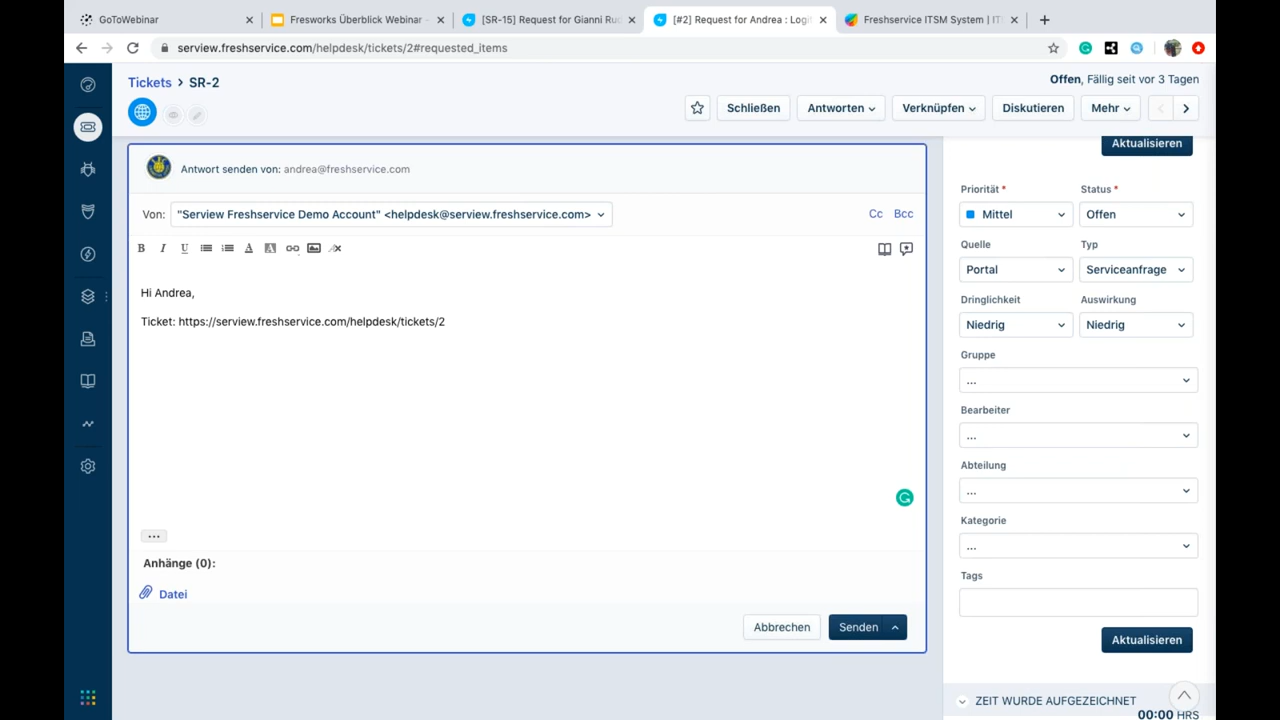 GoToWebinar
Fresworks Überblick Webinar -
[SR-15] Request for Gianni Ru
[#2] Request for Andrea : Logi
Freshservice ITSM System | IT
serview.freshservice.com/helpdesk/tickets/2#requested_items
Tickets > SR-2
Offen, Fällig seit vor 3 Tagen
Schließen
Antworten
Verknüpfen
Diskutieren
Mehr
Antwort senden von: andrea@freshservice.com
Von: "Serview Freshservice Demo Account" <helpdesk@serview.freshservice.com>
Cc Bcc
B I U A A
Hi Andrea,
Ticket: https://serview.freshservice.com/helpdesk/tickets/2
...
Anhänge (0):
Datei
Abbrechen
Senden
Aktualisieren
Priorität * Status *
Mittel Offen
Quelle Typ
Portal Serviceanfrage
Dringlichkeit Auswirkung
Niedrig Niedrig
Gruppe
...
Bearbeiter
...
Abteilung
...
Kategorie
...
Tags
Aktualisieren
ZEIT WURDE AUFGEZEICHNET
00:00 HRS